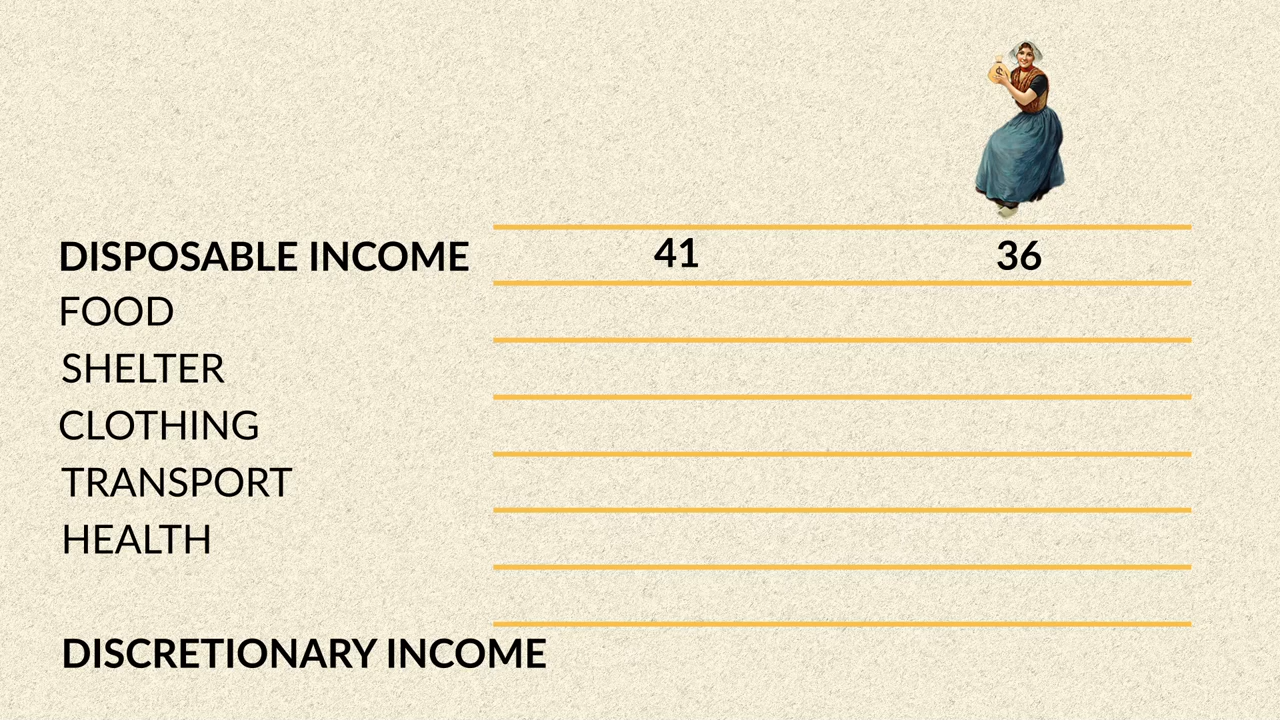 ₵
DISPOSABLE INCOME 41 36
FOOD
SHELTER
CLOTHING
TRANSPORT
HEALTH
DISCRETIONARY INCOME